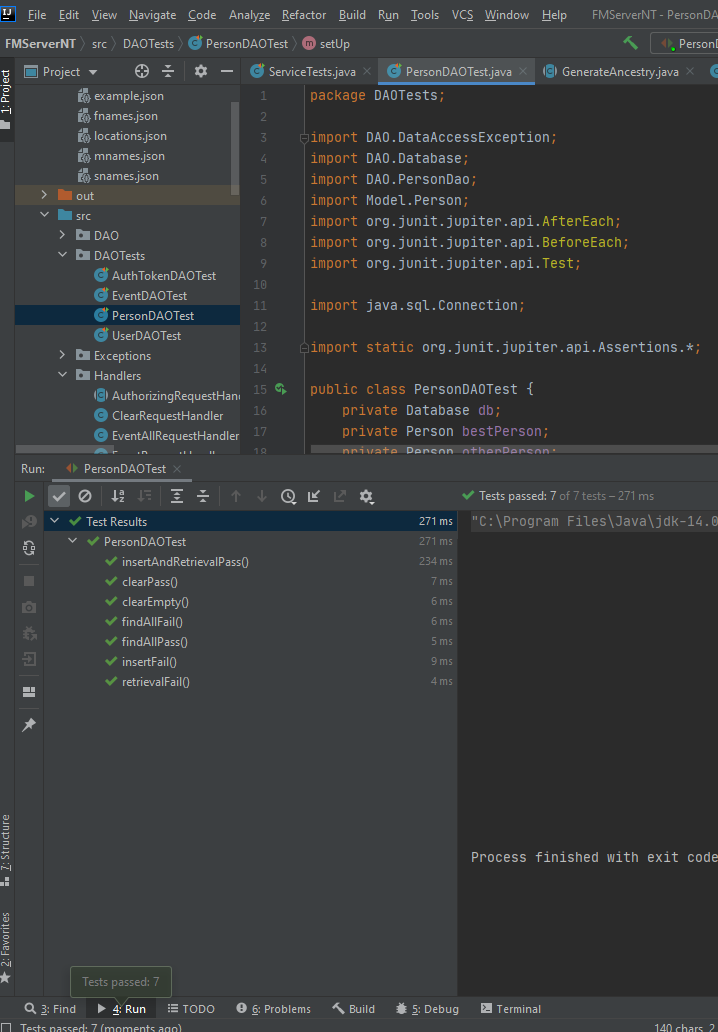 File Edit View Navigate Code Analyze Refactor Build Run Tools VCS Window Help FMServerNT - PersonDA
FMServerNT src DAOTests PersonDAOTest setUp
Person
1: Project
Project
ServiceTests.java PersonDAOTest.java GenerateAncestry.java
example.json
fnames.json
locations.json
mnames.json
snames.json
out
src
DAO
DAOTests
AuthTokenDAOTest
EventDAOTest
PersonDAOTest
UserDAOTest
Exceptions
Handlers
AuthorizingRequestHan
ClearRequestHandler
EventAllRequestHandler
1 package DAOTests;
2
3 import DAO.DataAccessException;
4 import DAO.Database;
5 import DAO.PersonDao;
6 import Model.Person;
7 import org.junit.jupiter.api.AfterEach;
8 import org.junit.jupiter.api.BeforeEach;
9 import org.junit.jupiter.api.Test;
10
11 import java.sql.Connection;
12
13 import static org.junit.jupiter.api.Assertions.*;
14
15 public class PersonDAOTest {
16 private Database db;
17 private Person bestPerson;
18 private Person otherPerson;
Run: PersonDAOTest
Tests passed: 7 of 7 tests – 271 ms
Test Results 271 ms
PersonDAOTest 271 ms
insertAndRetrievalPass() 234 ms
clearPass() 7 ms
clearEmpty() 6 ms
findAllFail() 6 ms
findAllPass() 5 ms
insertFail() 9 ms
retrievalFail() 4 ms
"C:\Program Files\Java\jdk-14.0
Process finished with exit code
7: Structure
2: Favorites
Tests passed: 7
3: Find 4: Run TODO 6: Problems Build 5: Debug Terminal
Tests passed: 7 (moments ago) 140 chars, 2